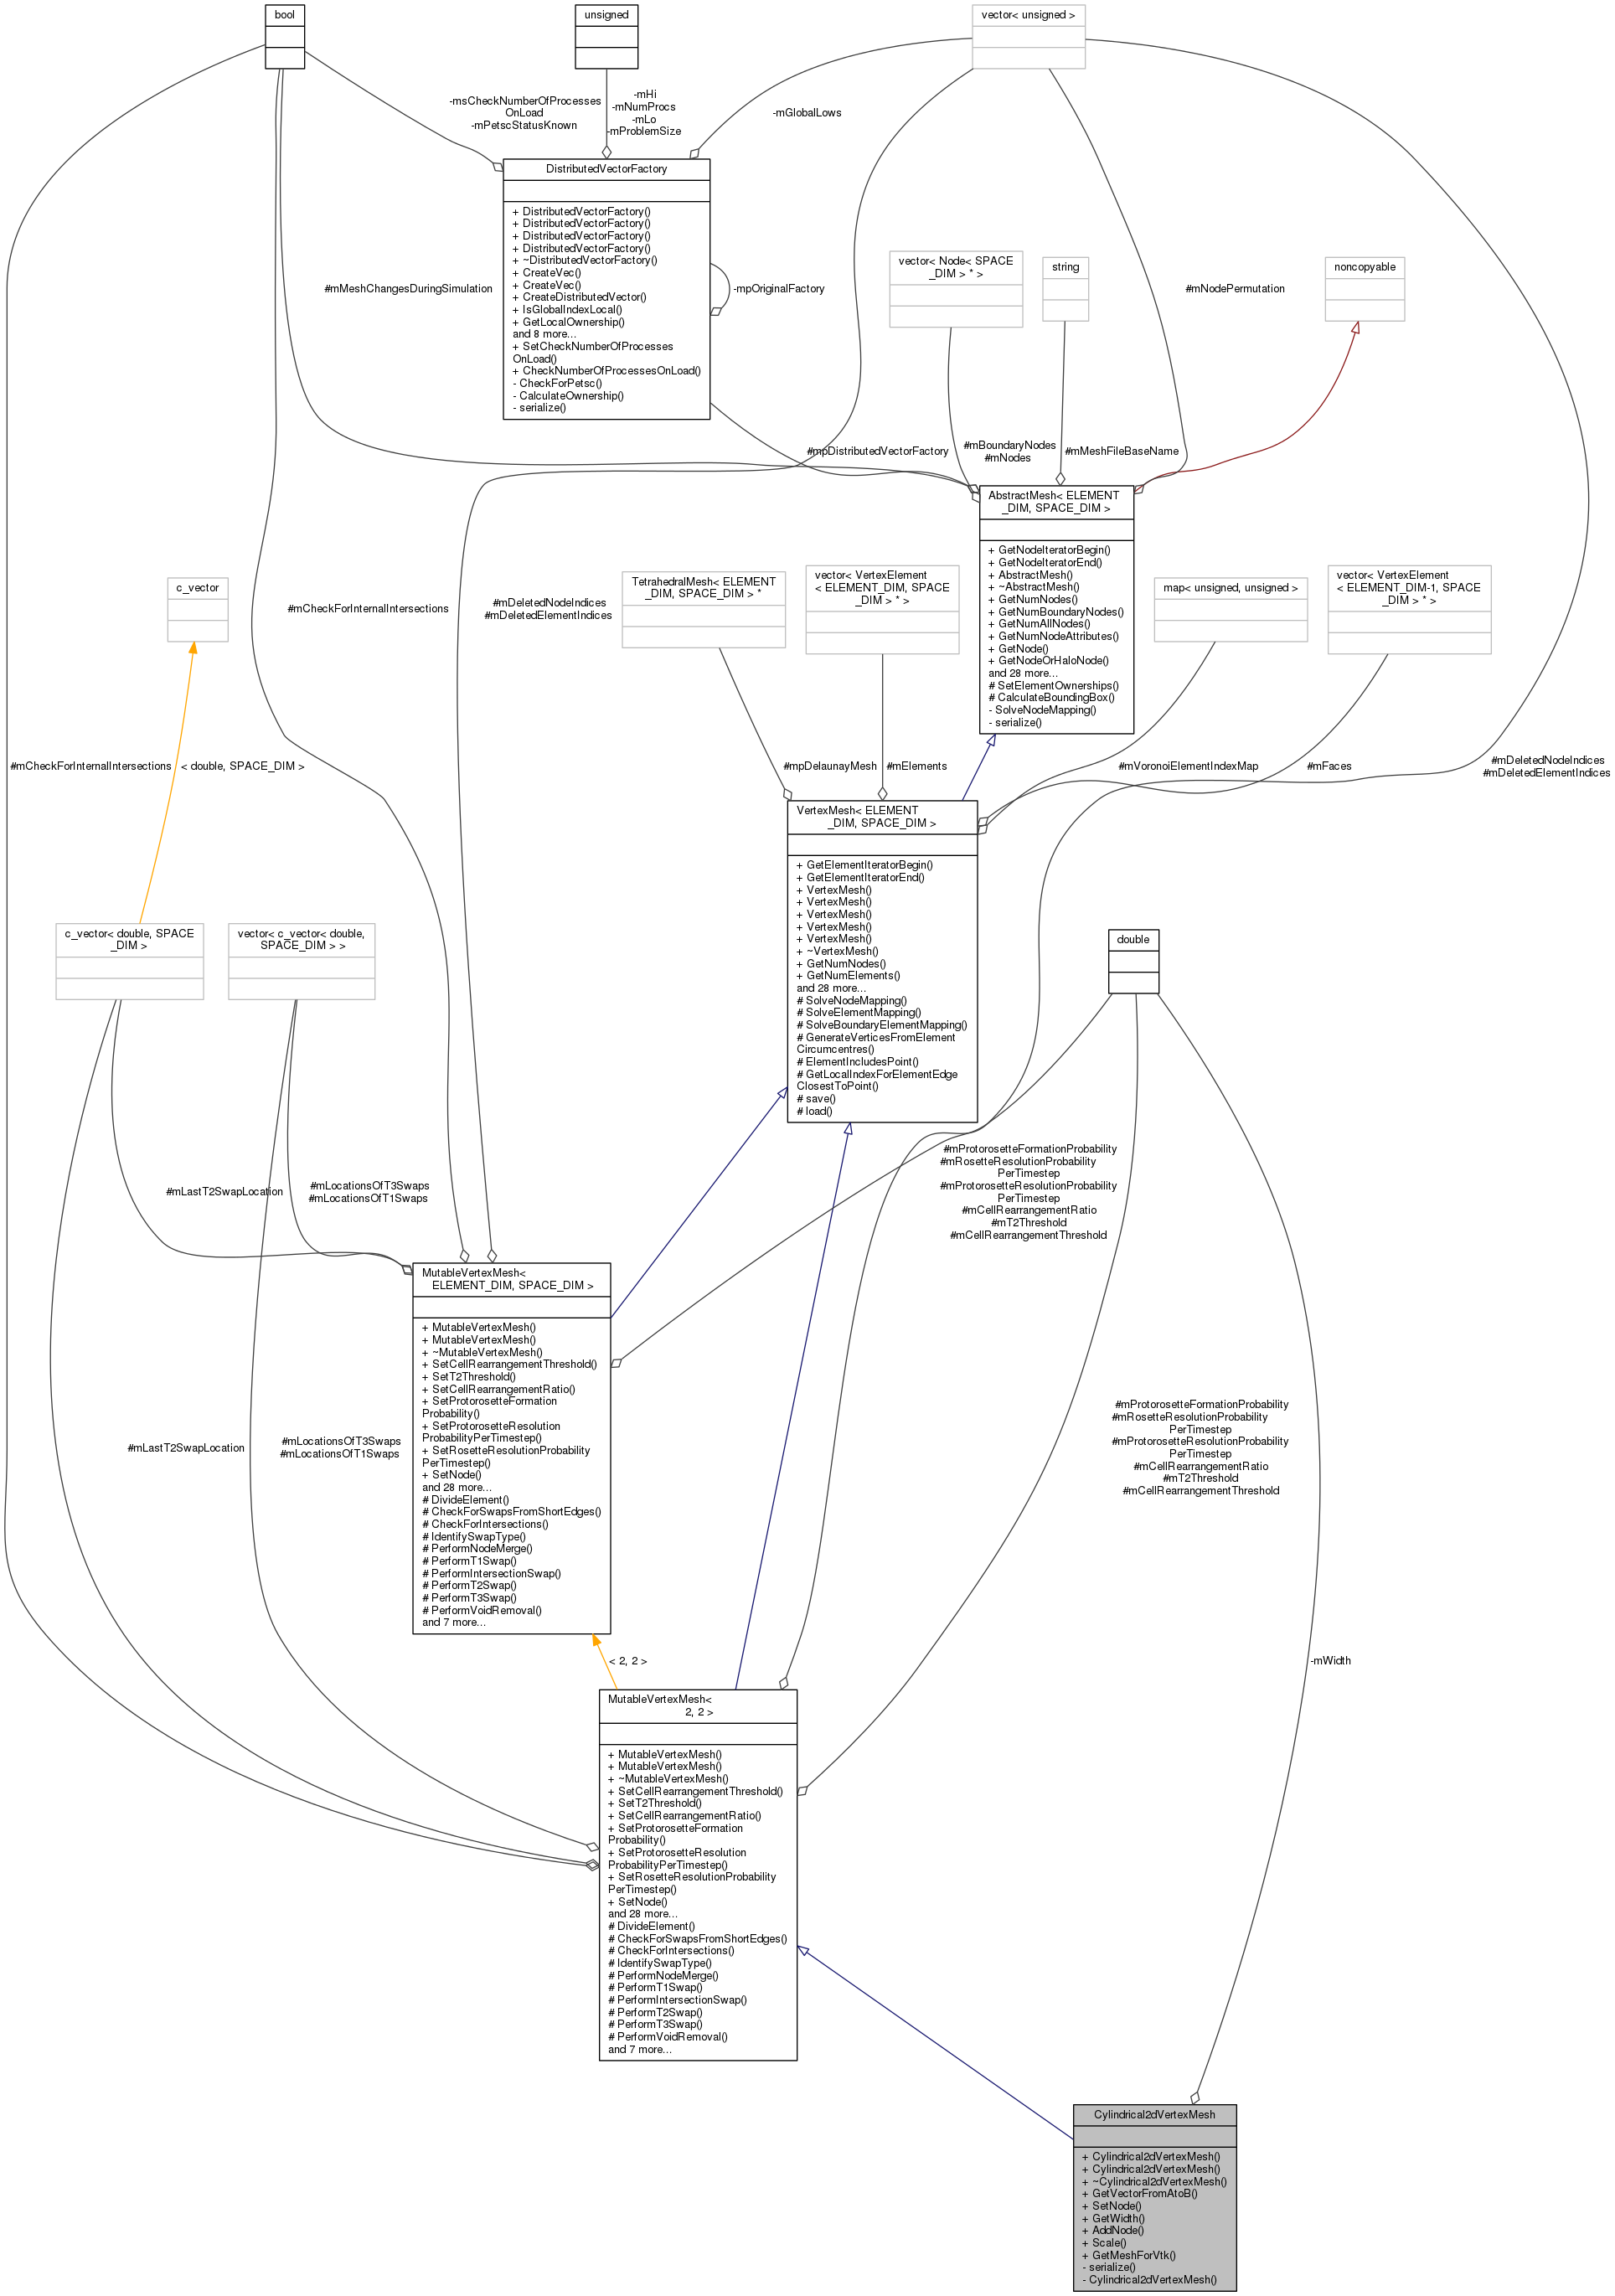 bool
unsigned
vector< unsigned >
-msCheckNumberOfProcesses
OnLoad
-mPetscStatusKnown
-mHi
-mNumProcs
-mLo
-mProblemSize
-mGlobalLows
DistributedVectorFactory
+ DistributedVectorFactory()
+ DistributedVectorFactory()
+ DistributedVectorFactory()
+ DistributedVectorFactory()
+ ~DistributedVectorFactory()
+ CreateVec()
+ CreateVec()
+ CreateDistributedVector()
+ IsGlobalIndexLocal()
+ GetLocalOwnership()
and 8 more...
+ SetCheckNumberOfProcesses
OnLoad()
+ CheckNumberOfProcessesOnLoad()
- CheckForPetsc()
- CalculateOwnership()
- serialize()
-mpOriginalFactory
#mMeshChangesDuringSimulation
vector< Node< SPACE
_DIM > * >
string
noncopyable
#mNodePermutation
#mpDistributedVectorFactory
#mBoundaryNodes
#mNodes
#mMeshFileBaseName
AbstractMesh< ELEMENT
_DIM, SPACE_DIM >
+ GetNodeIteratorBegin()
+ GetNodeIteratorEnd()
+ AbstractMesh()
+ ~AbstractMesh()
+ GetNumNodes()
+ GetNumBoundaryNodes()
+ GetNumAllNodes()
+ GetNumNodeAttributes()
+ GetNode()
+ GetNodeOrHaloNode()
and 28 more...
# SetElementOwnerships()
# CalculateBoundingBox()
- SolveNodeMapping()
- serialize()
c_vector
#mCheckForInternalIntersections
#mDeletedNodeIndices
#mDeletedElementIndices
TetrahedralMesh< ELEMENT
_DIM, SPACE_DIM > *
vector< VertexElement
< ELEMENT_DIM, SPACE
_DIM > * >
map< unsigned, unsigned >
vector< VertexElement
< ELEMENT_DIM-1, SPACE
_DIM > * >
#mCheckForInternalIntersections
< double, SPACE_DIM >
#mpDelaunayMesh
#mElements
#mVoronoiElementIndexMap
#mFaces
#mDeletedNodeIndices
#mDeletedElementIndices
VertexMesh< ELEMENT
_DIM, SPACE_DIM >
+ GetElementIteratorBegin()
+ GetElementIteratorEnd()
+ VertexMesh()
+ VertexMesh()
+ VertexMesh()
+ VertexMesh()
+ VertexMesh()
+ ~VertexMesh()
+ GetNumNodes()
+ GetNumElements()
and 28 more...
# SolveNodeMapping()
# SolveElementMapping()
# SolveBoundaryElementMapping()
# GenerateVerticesFromElement
Circumcentres()
# ElementIncludesPoint()
# GetLocalIndexForElementEdge
ClosestToPoint()
# save()
# load()
c_vector< double, SPACE
_DIM >
vector< c_vector< double,
SPACE_DIM > >
double
#mLastT2SwapLocation
#mLocationsOfT3Swaps
#mLocationsOfT1Swaps
#mProtorosetteFormationProbability
#mRosetteResolutionProbability
PerTimestep
#mProtorosetteResolutionProbability
PerTimestep
#mCellRearrangementRatio
#mT2Threshold
#mCellRearrangementThreshold
MutableVertexMesh<
ELEMENT_DIM, SPACE_DIM >
+ MutableVertexMesh()
+ MutableVertexMesh()
+ ~MutableVertexMesh()
+ SetCellRearrangementThreshold()
+ SetT2Threshold()
+ SetCellRearrangementRatio()
+ SetProtorosetteFormation
Probability()
+ SetProtorosetteResolution
ProbabilityPerTimestep()
+ SetRosetteResolutionProbability
PerTimestep()
+ SetNode()
and 28 more...
# DivideElement()
# CheckForSwapsFromShortEdges()
# CheckForIntersections()
# IdentifySwapType()
# PerformNodeMerge()
# PerformT1Swap()
# PerformIntersectionSwap()
# PerformT2Swap()
# PerformT3Swap()
# PerformVoidRemoval()
and 7 more...
#mLastT2SwapLocation
#mLocationsOfT3Swaps
#mLocationsOfT1Swaps
#mProtorosetteFormationProbability
#mRosetteResolutionProbability
PerTimestep
#mProtorosetteResolutionProbability
PerTimestep
#mCellRearrangementRatio
#mT2Threshold
#mCellRearrangementThreshold
< 2, 2 >
-mWidth
MutableVertexMesh<
2, 2 >
+ MutableVertexMesh()
+ MutableVertexMesh()
+ ~MutableVertexMesh()
+ SetCellRearrangementThreshold()
+ SetT2Threshold()
+ SetCellRearrangementRatio()
+ SetProtorosetteFormation
Probability()
+ SetProtorosetteResolution
ProbabilityPerTimestep()
+ SetRosetteResolutionProbability
PerTimestep()
+ SetNode()
and 28 more...
# DivideElement()
# CheckForSwapsFromShortEdges()
# CheckForIntersections()
# IdentifySwapType()
# PerformNodeMerge()
# PerformT1Swap()
# PerformIntersectionSwap()
# PerformT2Swap()
# PerformT3Swap()
# PerformVoidRemoval()
and 7 more...
Cylindrical2dVertexMesh
+ Cylindrical2dVertexMesh()
+ Cylindrical2dVertexMesh()
+ ~Cylindrical2dVertexMesh()
+ GetVectorFromAtoB()
+ SetNode()
+ GetWidth()
+ AddNode()
+ Scale()
+ GetMeshForVtk()
- serialize()
- Cylindrical2dVertexMesh()